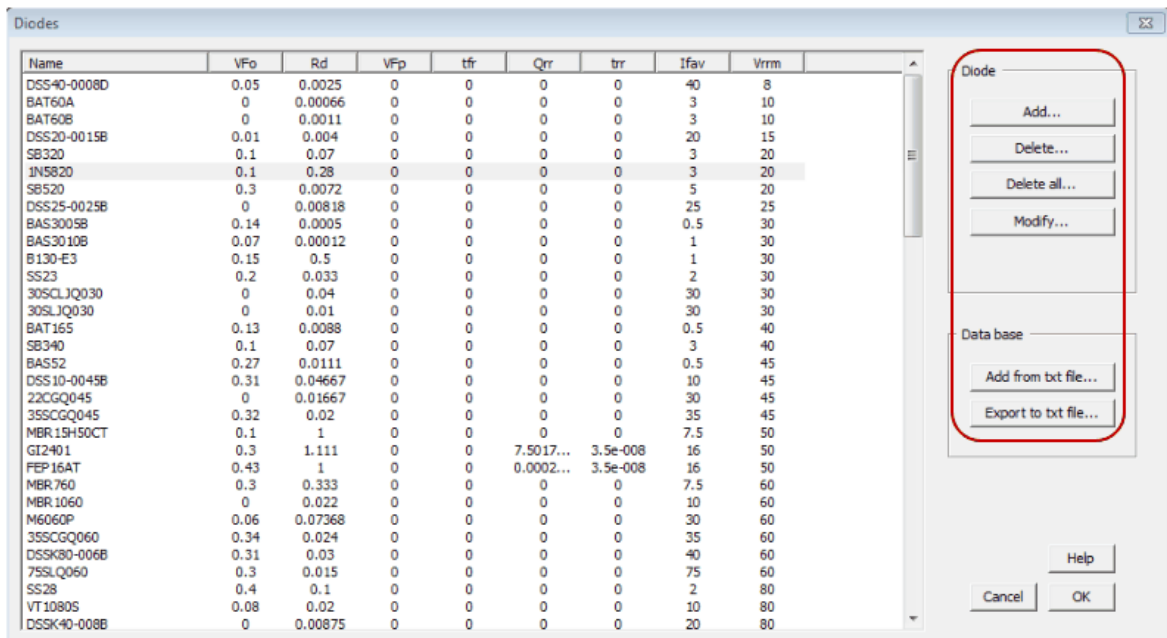 Diodes
Name VFo Rd VFp tfr Qrr trr Ifav Vrrm
DSS40-0008D 0.05 0.0025 0 0 0 0 40 8
BAT60A 0 0.00066 0 0 0 0 3 10
BAT60B 0 0.0011 0 0 0 0 3 10
DSS20-0015B 0.01 0.004 0 0 0 0 20 15
SB320 0.1 0.07 0 0 0 0 3 20
1N5820 0.1 0.28 0 0 0 0 3 20
SB520 0.3 0.0072 0 0 0 0 5 20
DSS25-0025B 0 0.00818 0 0 0 0 25 25
BAS3005B 0.14 0.0005 0 0 0 0 0.5 30
BAS3010B 0.07 0.00012 0 0 0 0 1 30
B130-E3 0.15 0.5 0 0 0 0 1 30
SS23 0.2 0.033 0 0 0 0 2 30
30SCLJQ030 0 0.04 0 0 0 0 30 30
30SLJQ030 0 0.01 0 0 0 0 30 30
BAT165 0.13 0.0088 0 0 0 0 0.5 40
SB340 0.1 0.07 0 0 0 0 3 40
BAS52 0.27 0.0111 0 0 0 0 0.5 45
DSS10-0045B 0.31 0.04667 0 0 0 0 10 45
22CGQ045 0 0.01667 0 0 0 0 30 45
35SCGQ045 0.32 0.02 0 0 0 0 35 45
MBR15H50CT 0.1 1 0 0 0 0 7.5 50
GI2401 0.3 1.111 0 0 7.5017... 3.5e-008 16 50
FEP16AT 0.43 1 0 0 0.0002... 3.5e-008 16 50
MBR760 0.3 0.333 0 0 0 0 7.5 60
MBR1060 0 0.022 0 0 0 0 10 60
M6060P 0.06 0.07368 0 0 0 0 30 60
35SCGQ060 0.34 0.024 0 0 0 0 35 60
DSSK80-006B 0.31 0.03 0 0 0 0 40 60
75SLQ060 0.3 0.015 0 0 0 0 75 60
SS28 0.4 0.1 0 0 0 0 2 80
VT1080S 0.08 0.02 0 0 0 0 10 80
DSSK40-008B 0 0.00875 0 0 0 0 20 80
Diode
Add...
Delete...
Delete all...
Modify...
Data base
Add from txt file...
Export to txt file...
Help
Cancel OK